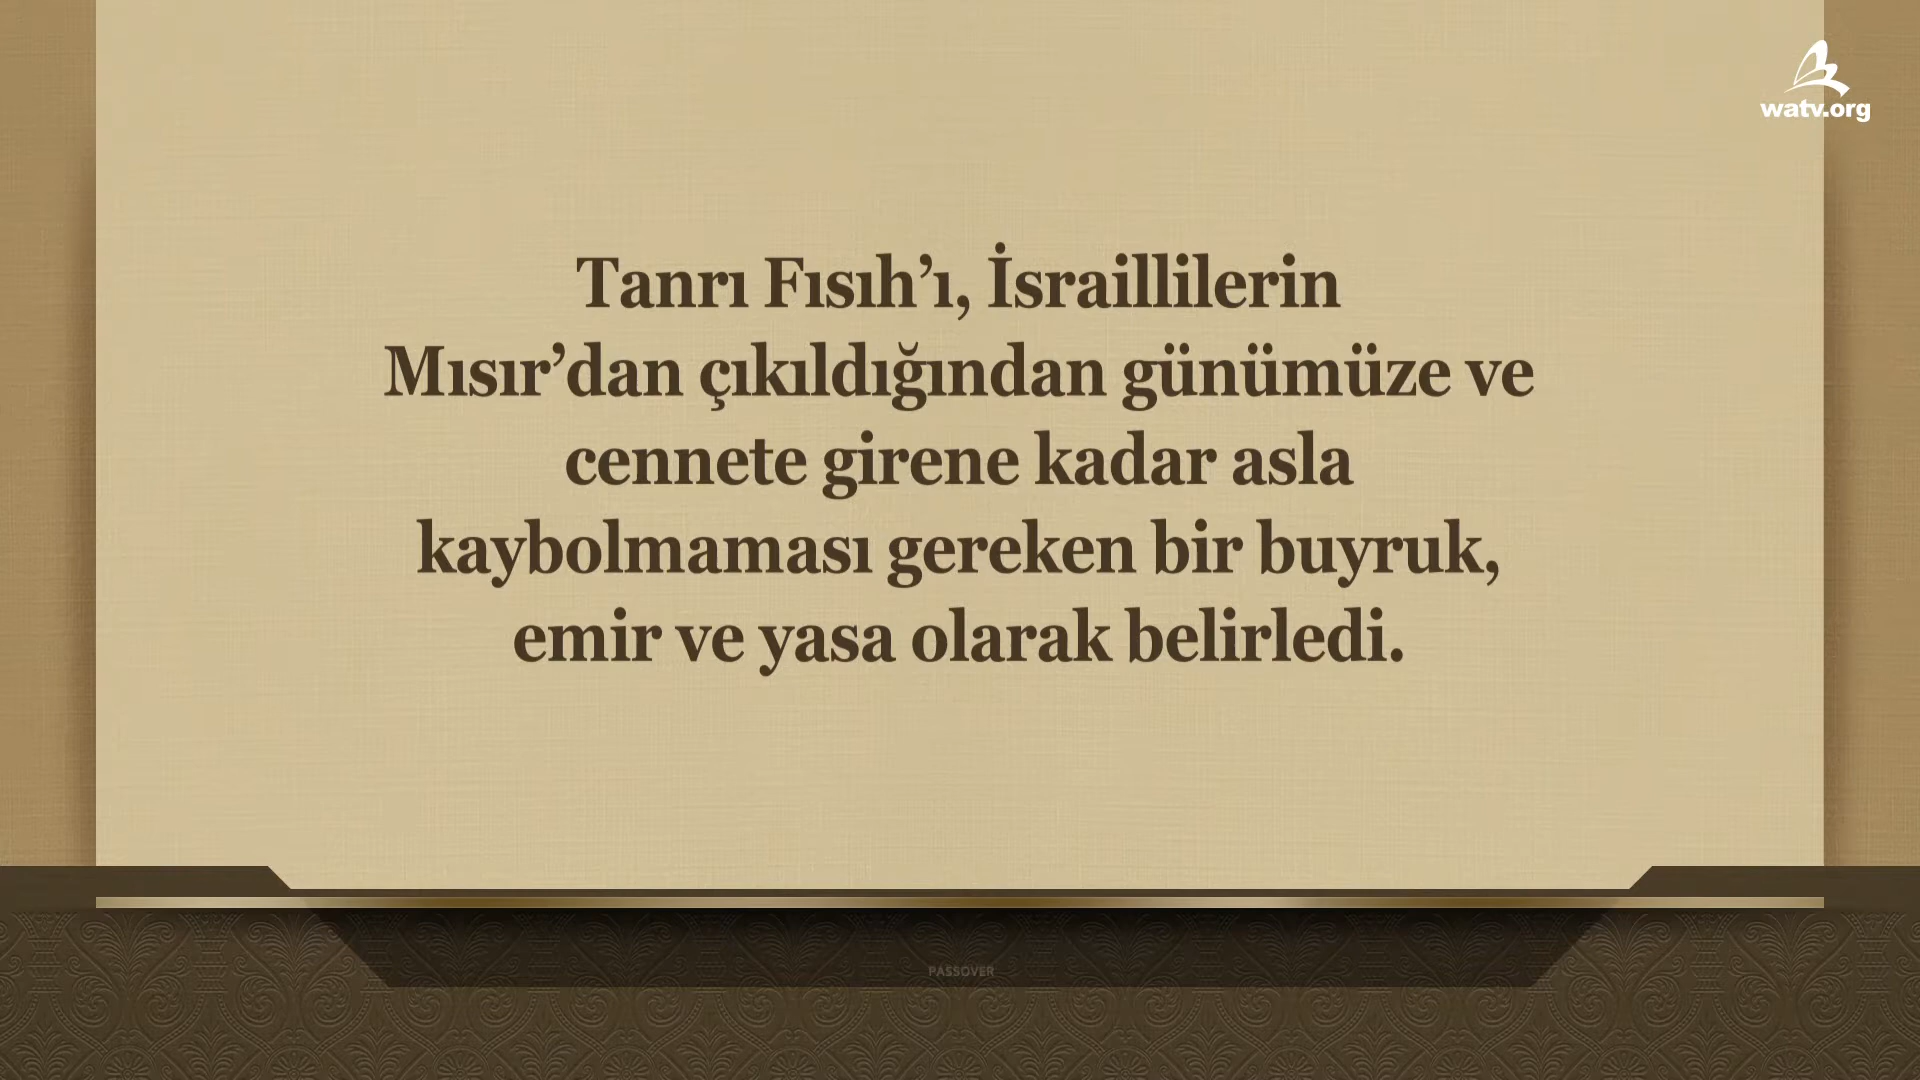 watv.org
Tanrı Fısıh’ı, İsraillilerin
Mısır’dan çıkıldığından günümüze ve
cennete girene kadar asla
kaybolmaması gereken bir buyruk,
emir ve yasa olarak belirledi.
PASSOVER